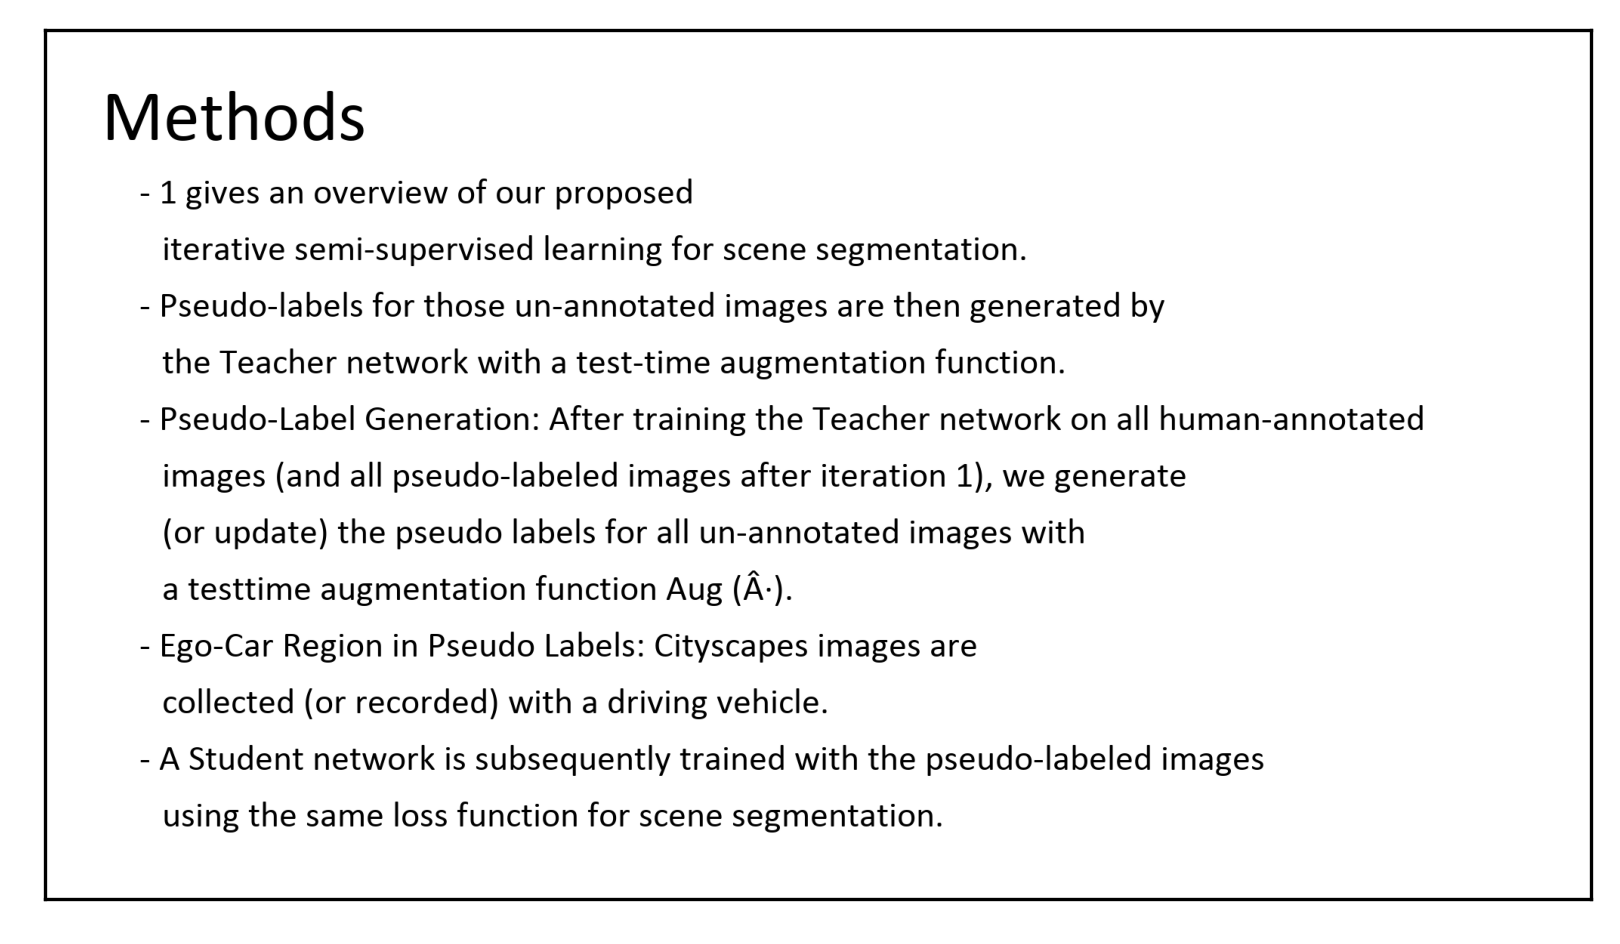 Methods
- 1 gives an overview of our proposed
iterative semi-supervised learning for scene segmentation.
- Pseudo-labels for those un-annotated images are then generated by
the Teacher network with a test-time augmentation function.
- Pseudo-Label Generation: After training the Teacher network on all human-annotated
images (and all pseudo-labeled images after iteration 1), we generate
(or update) the pseudo labels for all un-annotated images with
a testtime augmentation function Aug (Â·).
- Ego-Car Region in Pseudo Labels: Cityscapes images are
collected (or recorded) with a driving vehicle.
- A Student network is subsequently trained with the pseudo-labeled images
using the same loss function for scene segmentation.